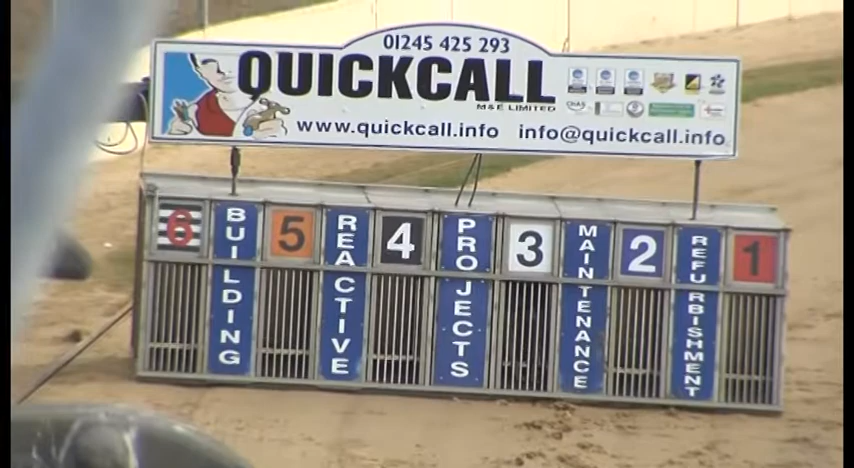 01245 425 293
QUICKCALL
M&E LIMITED
www.quickcall.info info@quickcall.info
6
BUILDING
5
REACTIVE
4
PROJECTS
3
MAINTENANCE
2
REFURBISHMENT
1